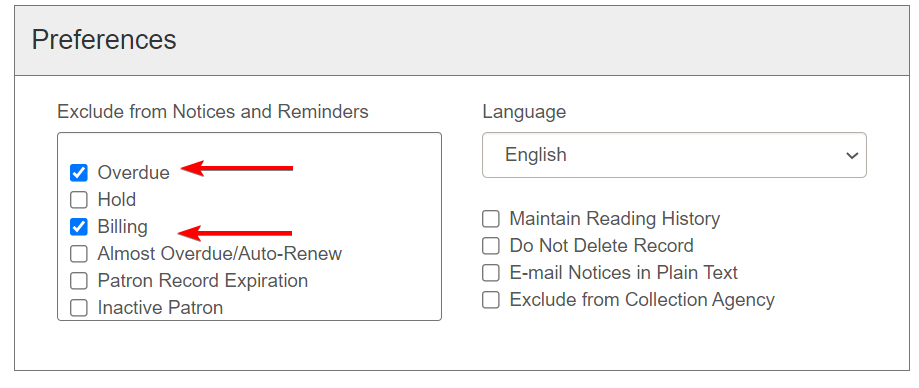 Preferences
Exclude from Notices and Reminders
Overdue
Hold
Billing
Almost Overdue/Auto-Renew
Patron Record Expiration
Inactive Patron
Language
English
Maintain Reading History
Do Not Delete Record
E-mail Notices in Plain Text
Exclude from Collection Agency